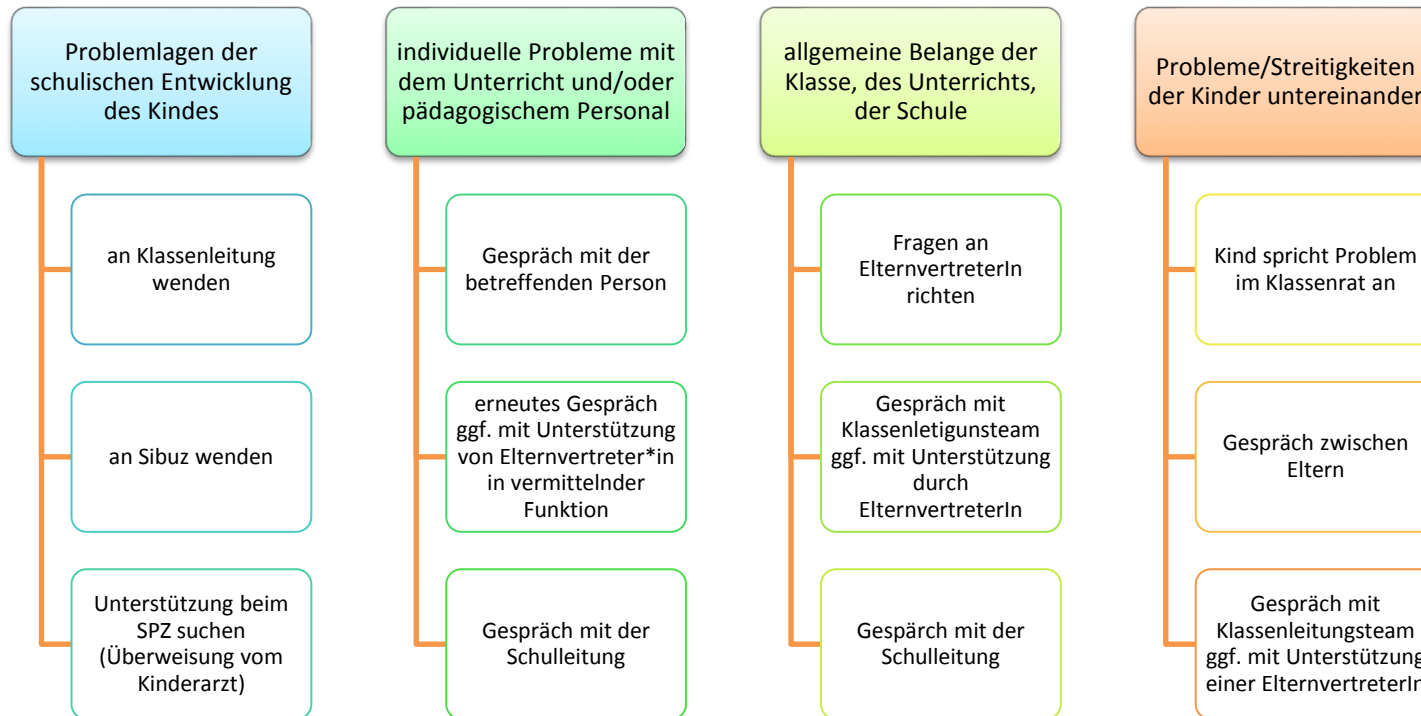 Problemlagen der
schulischen Entwicklung
des Kindes
an Klassenleitung
wenden
an Sibuz wenden
Unterstützung beim
SPZ suchen
(Überweisung vom
Kinderarzt)
individuelle Probleme mit
dem Unterricht und/oder
pädagogischem Personal
Gespräch mit der
betreffenden Person
erneutes Gespräch
ggf. mit Unterstützung
von Elternvertreter*in
in vermittelnder
Funktion
Gespräch mit der
Schulleitung
allgemeine Belange der
Klasse, des Unterrichts,
der Schule
Fragen an
ElternvertreterIn
richten
Gespräch mit
Klassenletigunsteam
ggf. mit Unterstützung
durch
ElternvertreterIn
Gespärch mit der
Schulleitung
Probleme/Streitigkeiten
der Kinder untereinander
Kind spricht Problem
im Klassenrat an
Gespräch zwischen
Eltern
Gespräch mit
Klassenleitungsteam
ggf. mit Unterstützung
einer ElternvertreterIn